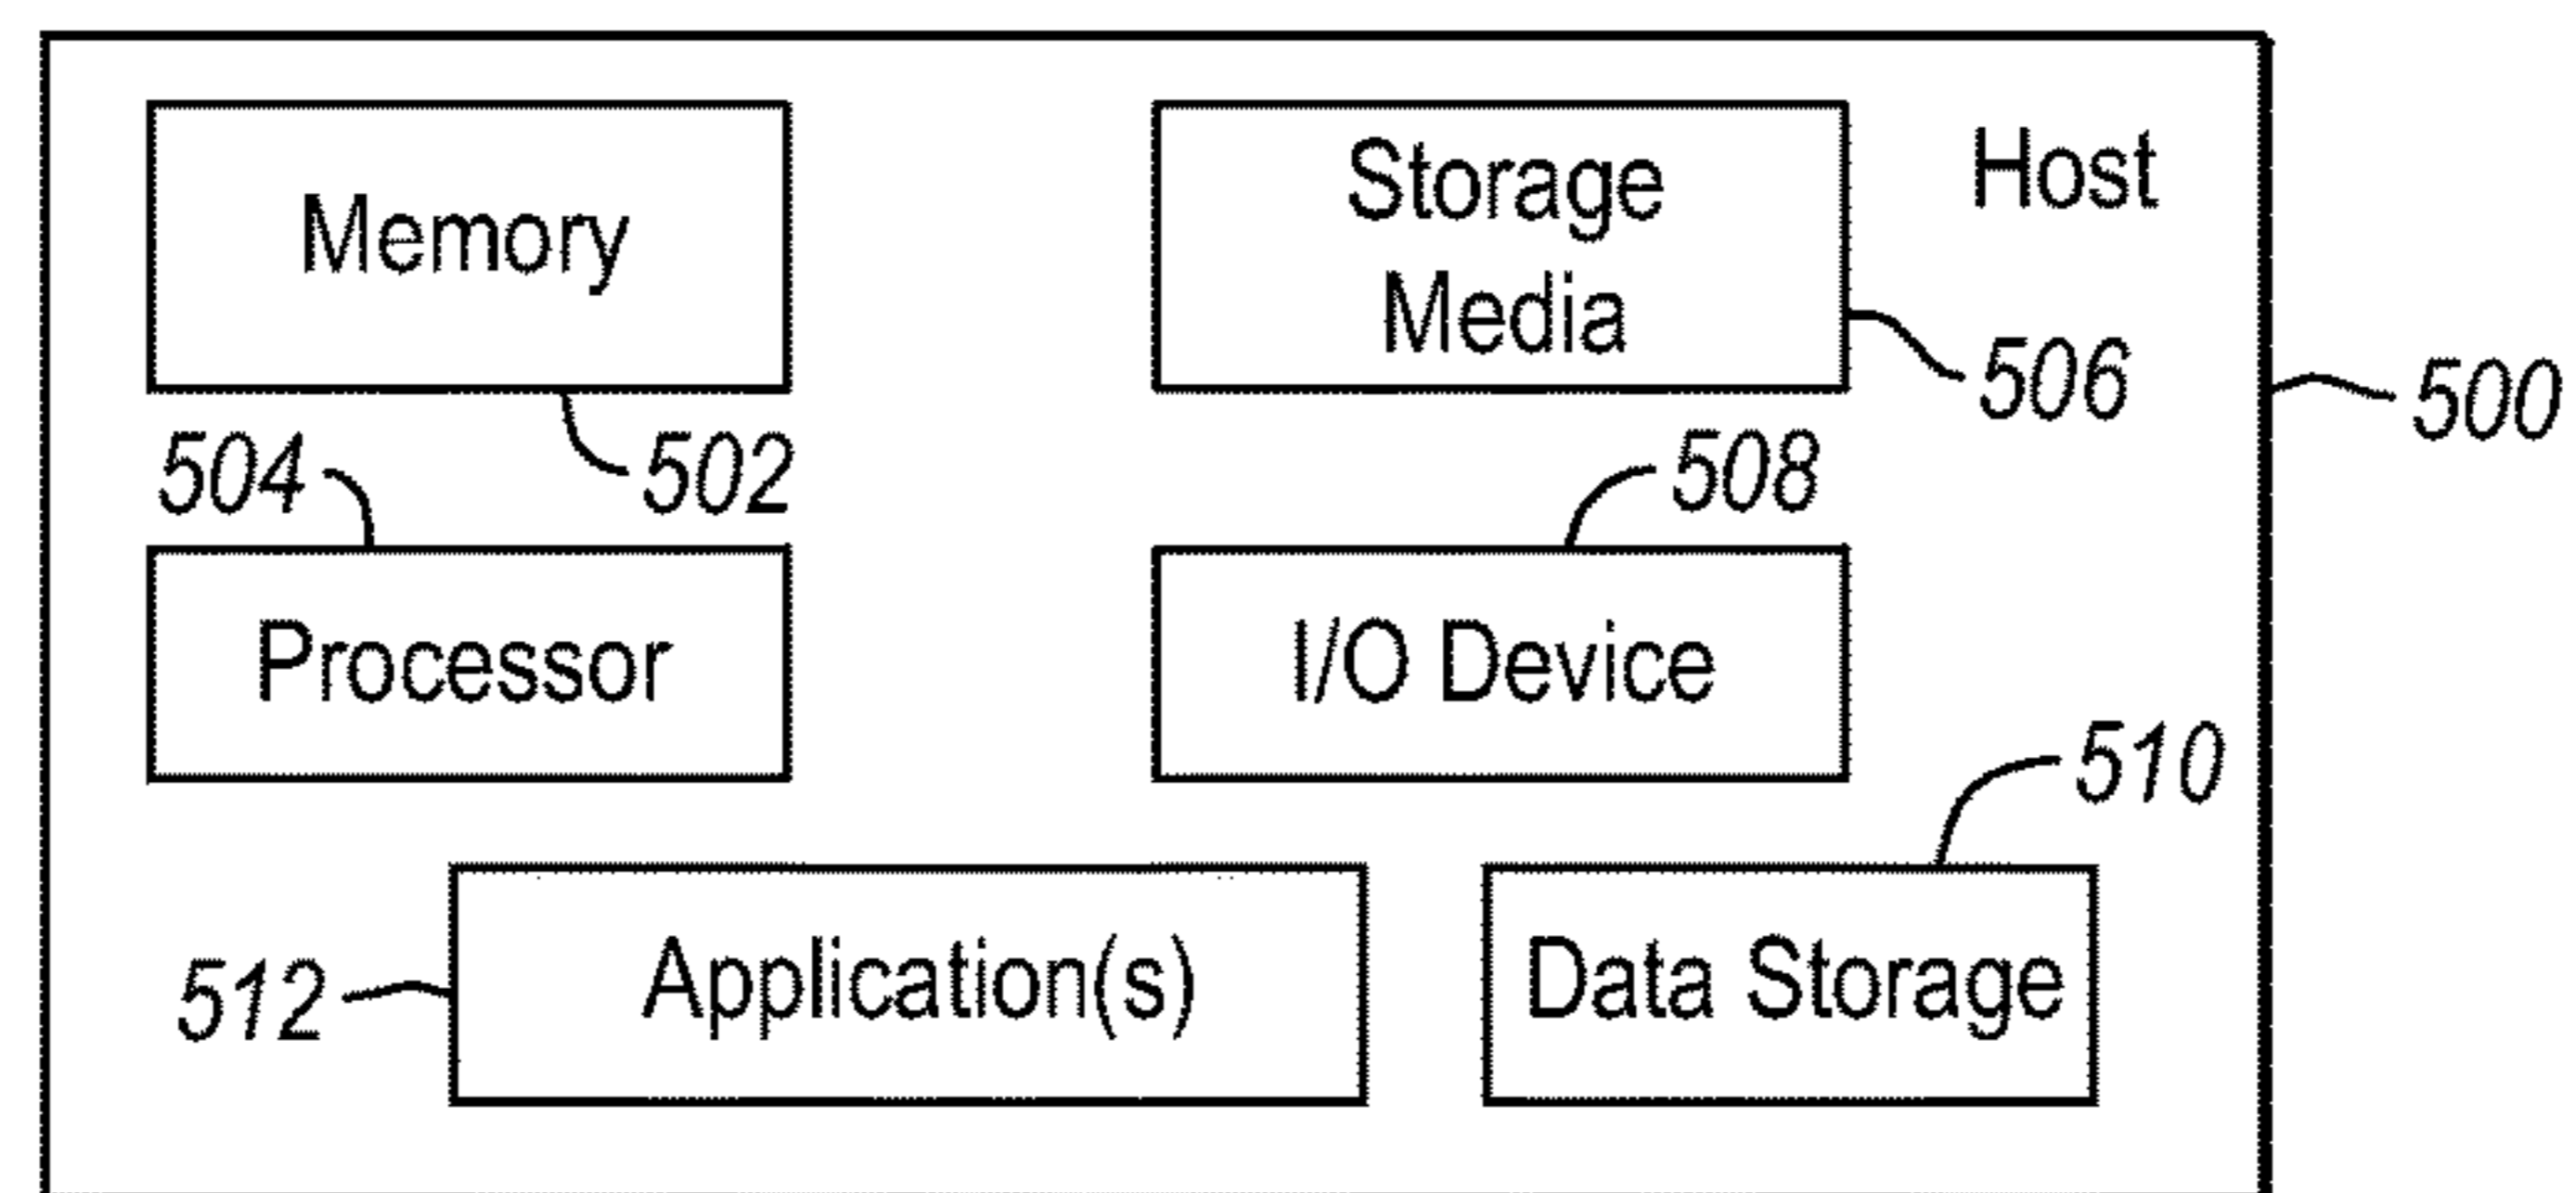 Memory
Storage
Media
Host
506
500
504
502
508
Processor
I/O Device
510
512
Application(s)
Data Storage